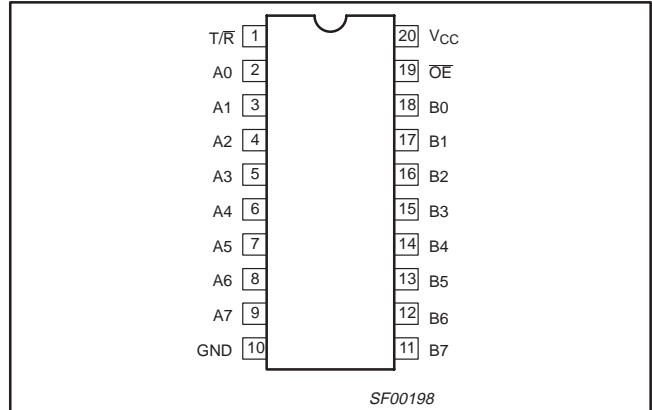 T/R̅ 1 20 VCC
A0 2 19 O̅E̅
A1 3 18 B0
A2 4 17 B1
A3 5 16 B2
A4 6 15 B3
A5 7 14 B4
A6 8 13 B5
A7 9 12 B6
GND 10 11 B7
SF00198